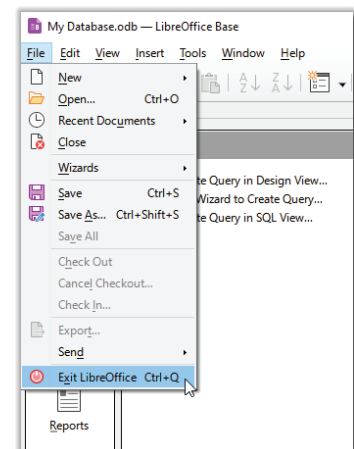 My Database.odb — LibreOffice Base
File Edit View Insert Tools Window Help
New
Open... Ctrl+O
Recent Documents
Close
Wizards
te Query in Design View...
Save Ctrl+S
Wizard to Create Query...
Save As... Ctrl+Shift+S
te Query in SQL View...
Save All
Check Out
Cancel Checkout...
Check In...
Export...
Send
Exit LibreOffice Ctrl+Q
Reports